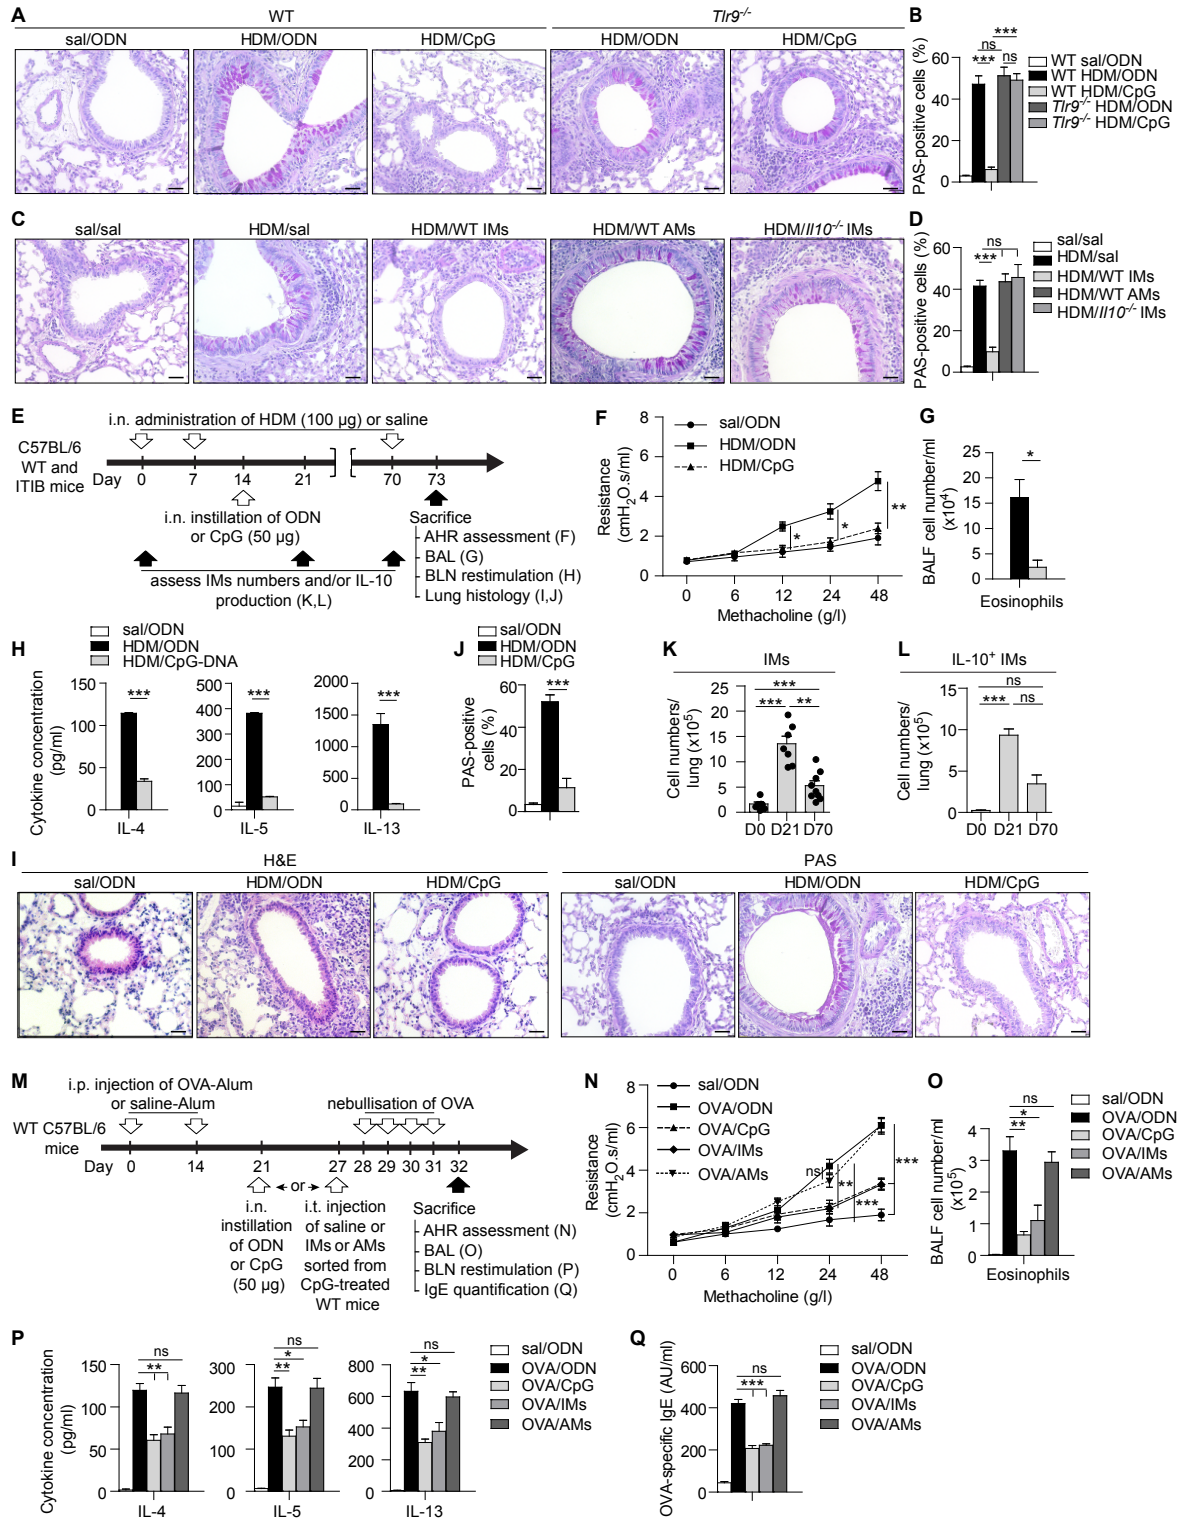 A
WT
Tlr9-/-
sal/ODN
HDM/ODN
HDM/CpG
HDM/ODN
HDM/CpG
B
PAS-positive cells (%)
60
40
20
0
***
ns
***
ns
WT sal/ODN
WT HDM/ODN
WT HDM/CpG
Tlr9-/- HDM/ODN
Tlr9-/- HDM/CpG
C
sal/sal
HDM/sal
HDM/WT IMs
HDM/WT AMs
HDM/Il10-/- IMs
D
PAS-positive cells (%)
60
40
20
0
ns
***
sal/sal
HDM/sal
HDM/WT IMs
HDM/WT AMs
HDM/Il10-/- IMs
E
i.n. administration of HDM (100 µg) or saline
C57BL/6
WT and
ITIB mice
Day
0
7
14
21
70
73
i.n. instillation of ODN
or CpG (50 µg)
assess IMs numbers and/or IL-10
production (K,L)
Sacrifice
AHR assessment (F)
BAL (G)
BLN restimulation (H)
Lung histology (I,J)
F
Resistance
(cmH2O.s/ml)
8
6
4
2
0
sal/ODN
HDM/ODN
HDM/CpG
*
*
**
0 6 12 24 48
Methacholine (g/l)
G
BALF cell number/ml
(x10⁴)
25
20
15
10
5
0
*
Eosinophils
H
sal/ODN
HDM/ODN
HDM/CpG-DNA
Cytokine concentration
(pg/ml)
150
100
50
0
***
IL-4
500
400
300
200
100
0
***
IL-5
2000
1500
1000
500
0
***
IL-13
J
sal/ODN
HDM/ODN
HDM/CpG
PAS-positive
cells (%)
60
40
20
0
***
K
IMs
Cell numbers/
lung (x10⁵)
25
20
15
10
5
0
***
*** **
D0 D21 D70
L
IL-10+ IMs
Cell numbers/
lung (x10⁵)
15
10
5
0
ns
*** ns
D0 D21 D70
I
H&E
PAS
sal/ODN
HDM/ODN
HDM/CpG
sal/ODN
HDM/ODN
HDM/CpG
M
i.p. injection of OVA-Alum
or saline-Alum
nebullisation of OVA
WT C57BL/6
mice
Day
0
14
21
27
28
29
30
31
32
or
i.n.
instillation
of ODN
or CpG
(50 µg)
i.t. injection
of saline or
IMs or AMs
sorted from
CpG-treated
WT mice
Sacrifice
AHR assessment (N)
BAL (O)
BLN restimulation (P)
IgE quantification (Q)
N
Resistance
(cmH2O.s/ml)
8
6
4
2
0
sal/ODN
OVA/ODN
OVA/CpG
OVA/IMs
OVA/AMs
ns
**
***
***
0 6 12 24 48
Methacholine (g/l)
O
BALF cell number/ml
(x10⁵)
4
3
2
1
0
ns
*
**
Eosinophils
sal/ODN
OVA/ODN
OVA/CpG
OVA/IMs
OVA/AMs
P
Cytokine concentration
(pg/ml)
150
100
50
0
ns
**
IL-4
300
200
100
0
ns
*
**
IL-5
800
600
400
200
0
ns
*
**
IL-13
sal/ODN
OVA/ODN
OVA/CpG
OVA/IMs
OVA/AMs
Q
OVA-specific IgE (AU/ml)
600
400
200
0
ns
***
sal/ODN
OVA/ODN
OVA/CpG
OVA/IMs
OVA/AMs